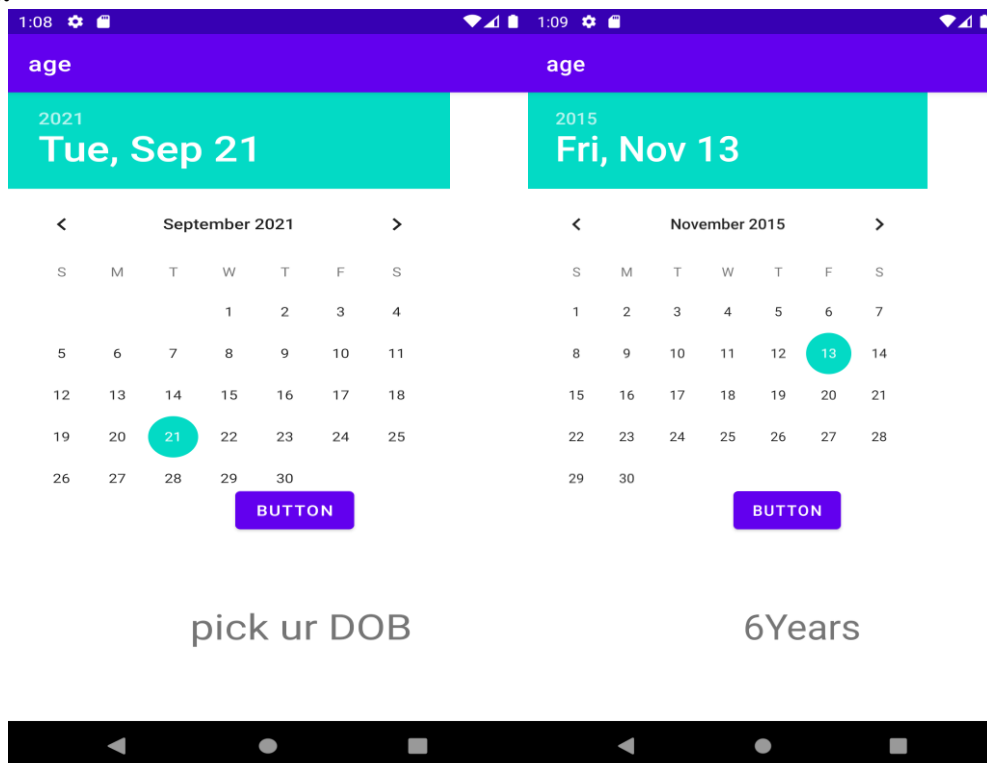 1:08
age
2021
Tue, Sep 21
September 2021
S M T W T F S
1 2 3 4
5 6 7 8 9 10 11
12 13 14 15 16 17 18
19 20 21 22 23 24 25
26 27 28 29 30
BUTTON
pick ur DOB
1:09
age
2015
Fri, Nov 13
November 2015
S M T W T F S
1 2 3 4 5 6 7
8 9 10 11 12 13 14
15 16 17 18 19 20 21
22 23 24 25 26 27 28
29 30
BUTTON
6Years